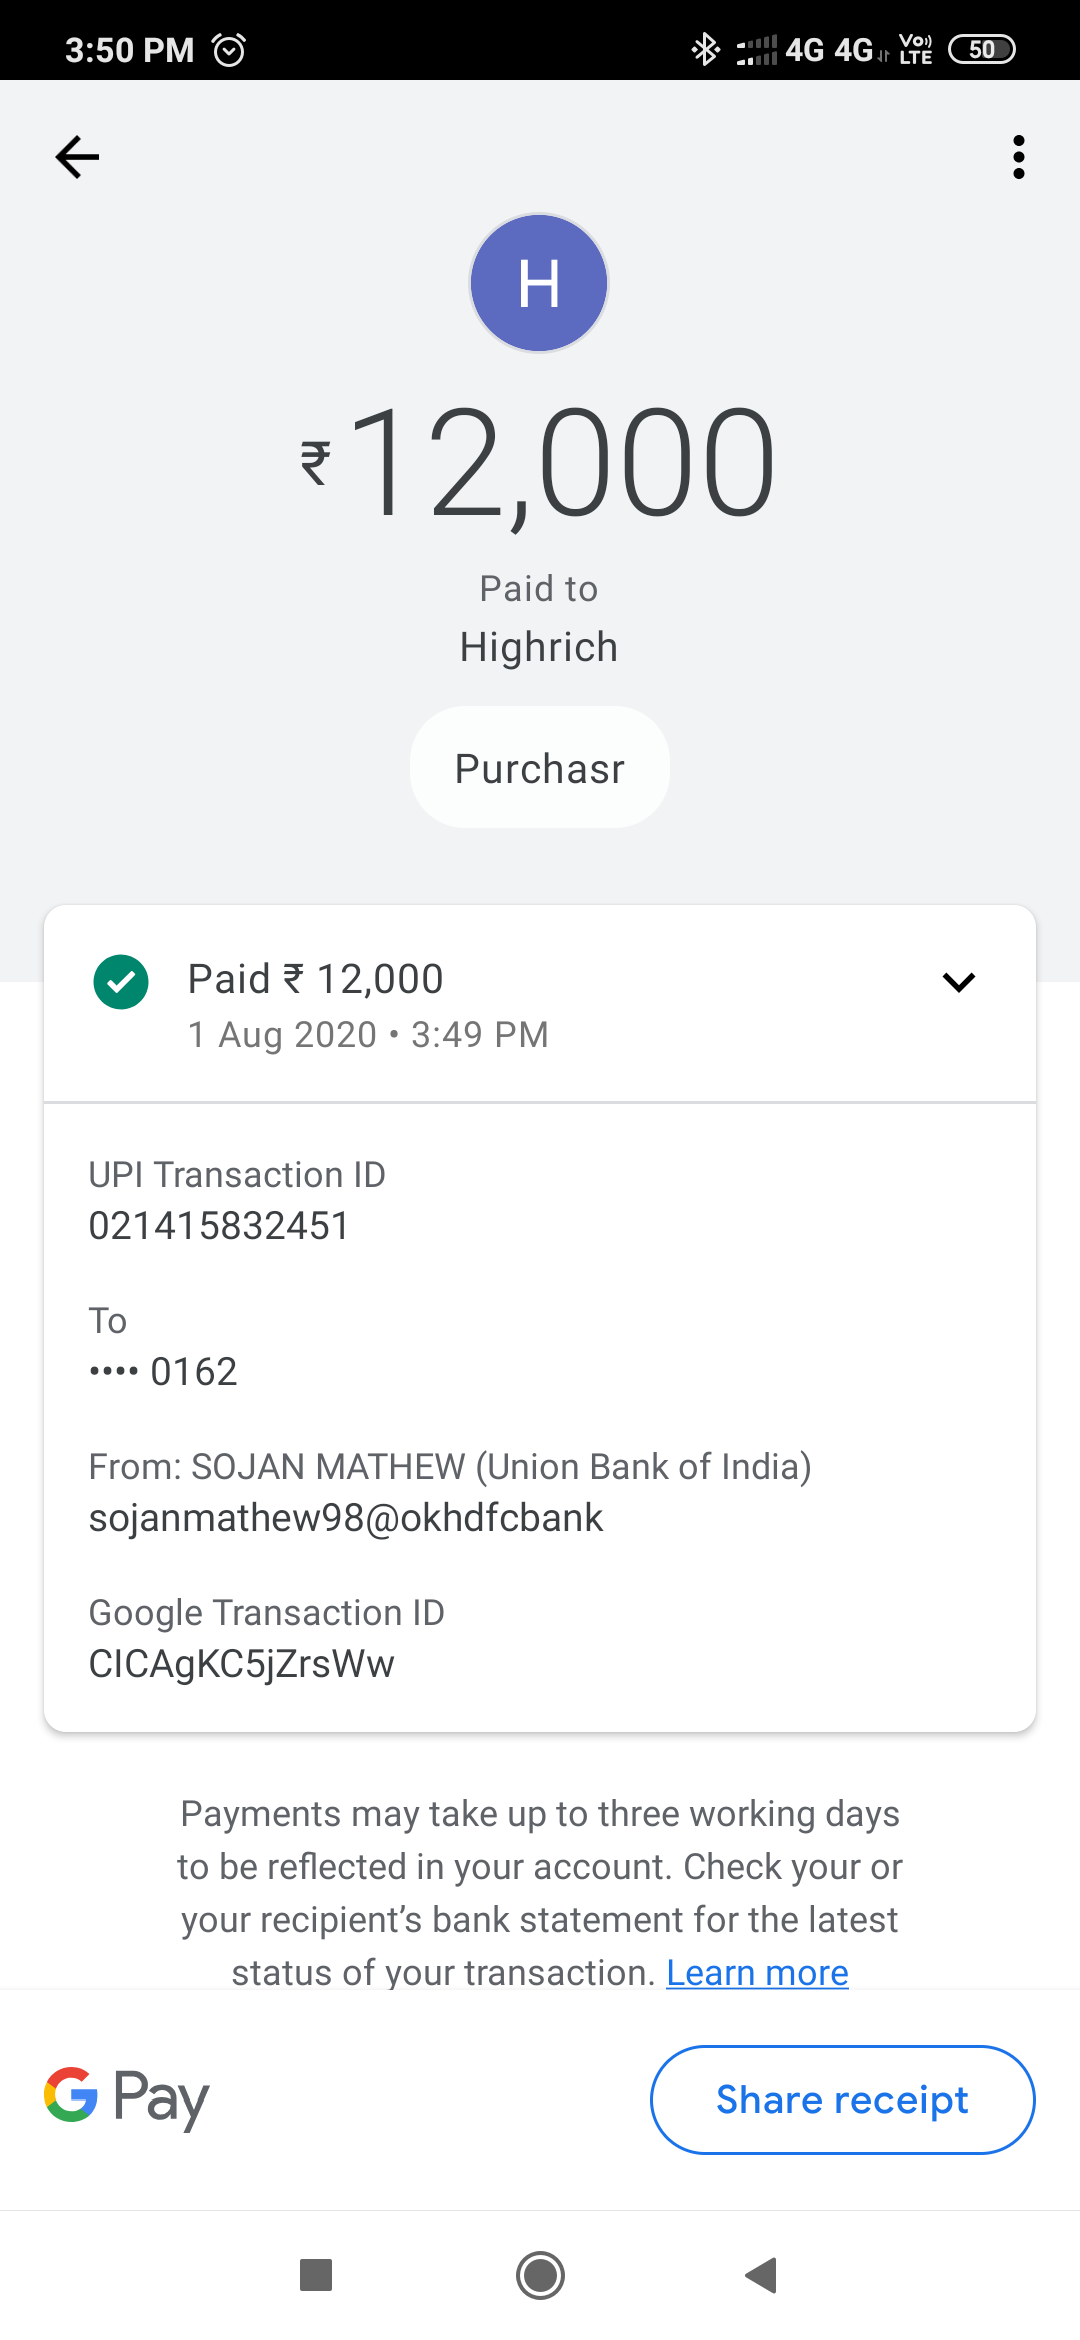 3:50 PM 4G 4G Vo)) LTE 50
H
₹12,000
Paid to
Highrich
Purchasr
Paid ₹ 12,000
1 Aug 2020 • 3:49 PM
UPI Transaction ID
021415832451
To
•••• 0162
From: SOJAN MATHEW (Union Bank of India)
sojanmathew98@okhdfcbank
Google Transaction ID
CICAgKC5jZrsWw
Payments may take up to three working days
to be reflected in your account. Check your or
your recipient’s bank statement for the latest
status of your transaction. Learn more
G Pay
Share receipt